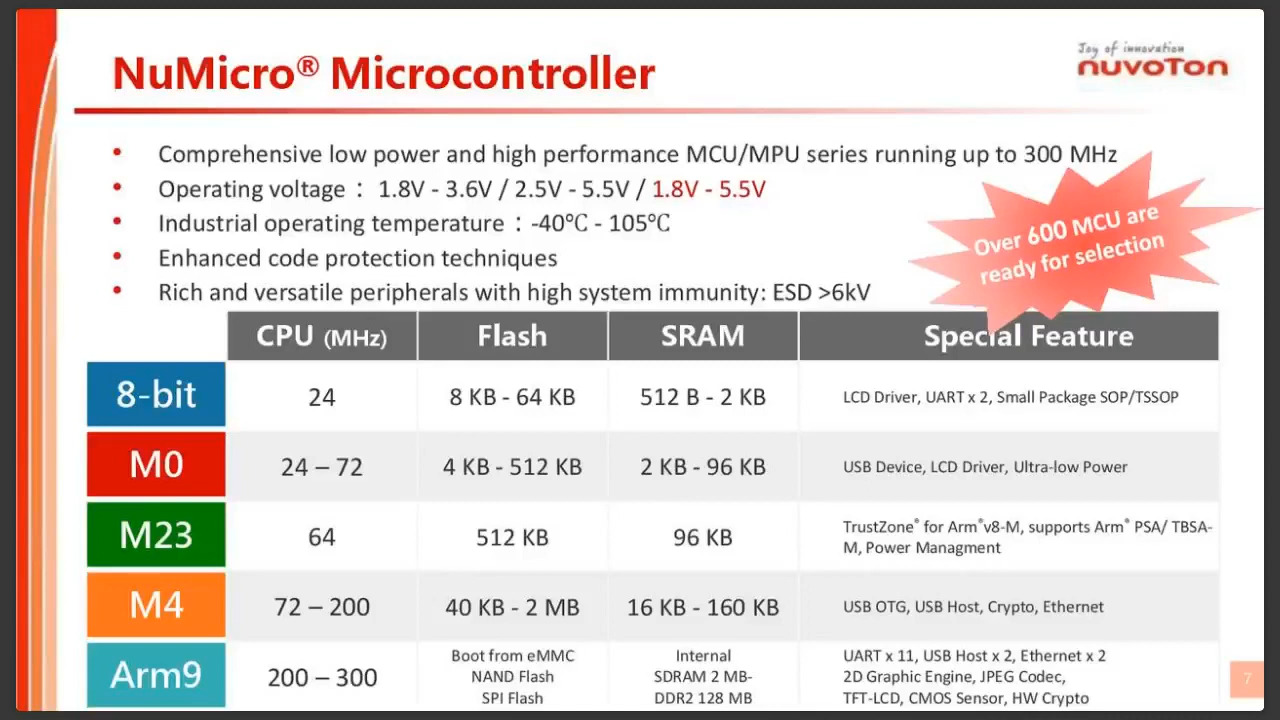 NuMicro® Microcontroller
Joy of innovation
nuvoTon
• Comprehensive low power and high performance MCU/MPU series running up to 300 MHz
• Operating voltage： 1.8V - 3.6V / 2.5V - 5.5V / 1.8V - 5.5V
• Industrial operating temperature：-40℃ - 105℃
• Enhanced code protection techniques
• Rich and versatile peripherals with high system immunity: ESD >6kV
Over 600 MCU are
ready for selection
CPU (MHz) Flash SRAM Special Feature
8-bit 24 8 KB - 64 KB 512 B - 2 KB LCD Driver, UART x 2, Small Package SOP/TSSOP
M0 24 – 72 4 KB - 512 KB 2 KB - 96 KB USB Device, LCD Driver, Ultra-low Power
M23 64 512 KB 96 KB TrustZone® for Arm®v8-M, supports Arm® PSA/ TBSA-
M, Power Managment
M4 72 – 200 40 KB - 2 MB 16 KB - 160 KB USB OTG, USB Host, Crypto, Ethernet
Arm9 200 – 300
Boot from eMMC
NAND Flash
SPI Flash
Internal
SDRAM 2 MB-
DDR2 128 MB
UART x 11, USB Host x 2, Ethernet x 2
2D Graphic Engine, JPEG Codec,
TFT-LCD, CMOS Sensor, HW Crypto
7